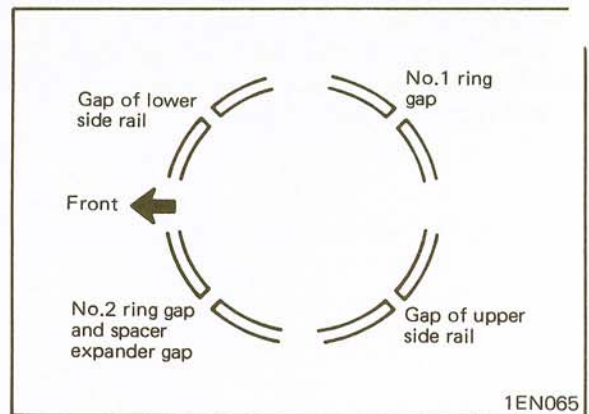 No.1 ring
gap
Gap of lower
side rail
Front
No.2 ring gap
and spacer
expander gap
Gap of upper
side rail
1EN065